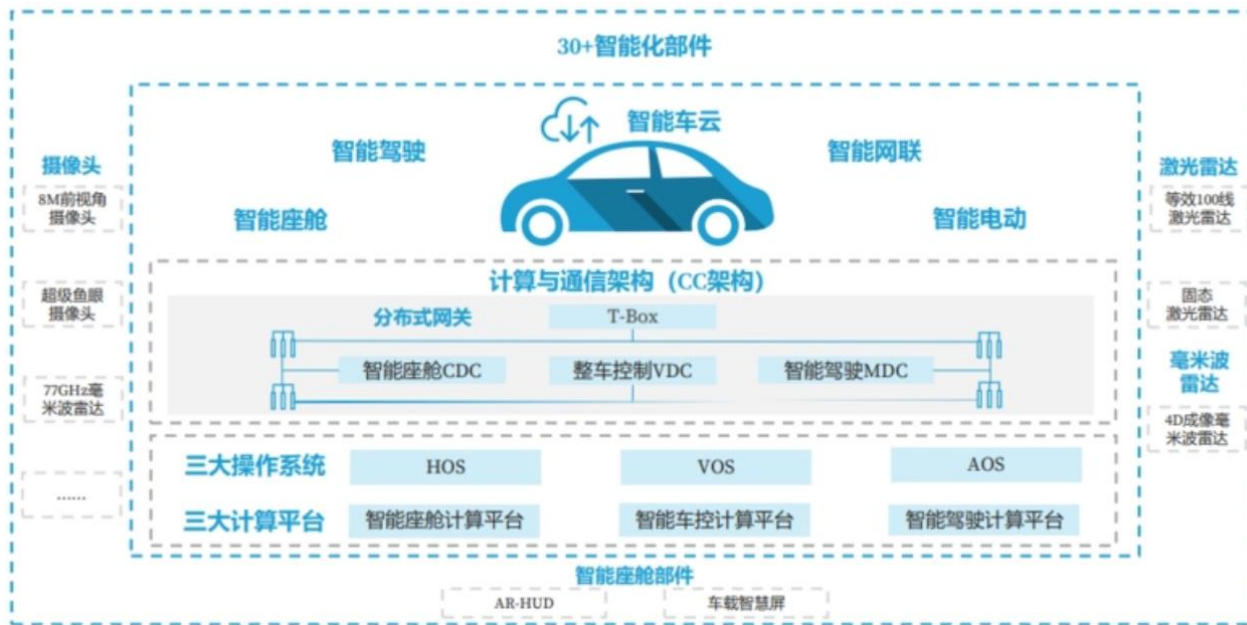 30+智能化部件
智能车云
智能驾驶
智能网联
智能座舱
智能电动
摄像头
8M前视角
摄像头
超级鱼眼
摄像头
77GHz毫
米波雷达
……
激光雷达
等效100线
激光雷达
固态
激光雷达
毫米波
雷达
4D成像毫
米波雷达
计算与通信架构（CC架构）
分布式网关
T-Box
智能座舱CDC
整车控制VDC
智能驾驶MDC
三大操作系统
HOS
VOS
AOS
三大计算平台
智能座舱计算平台
智能车控计算平台
智能驾驶计算平台
智能座舱部件
AR-HUD
车载智慧屏